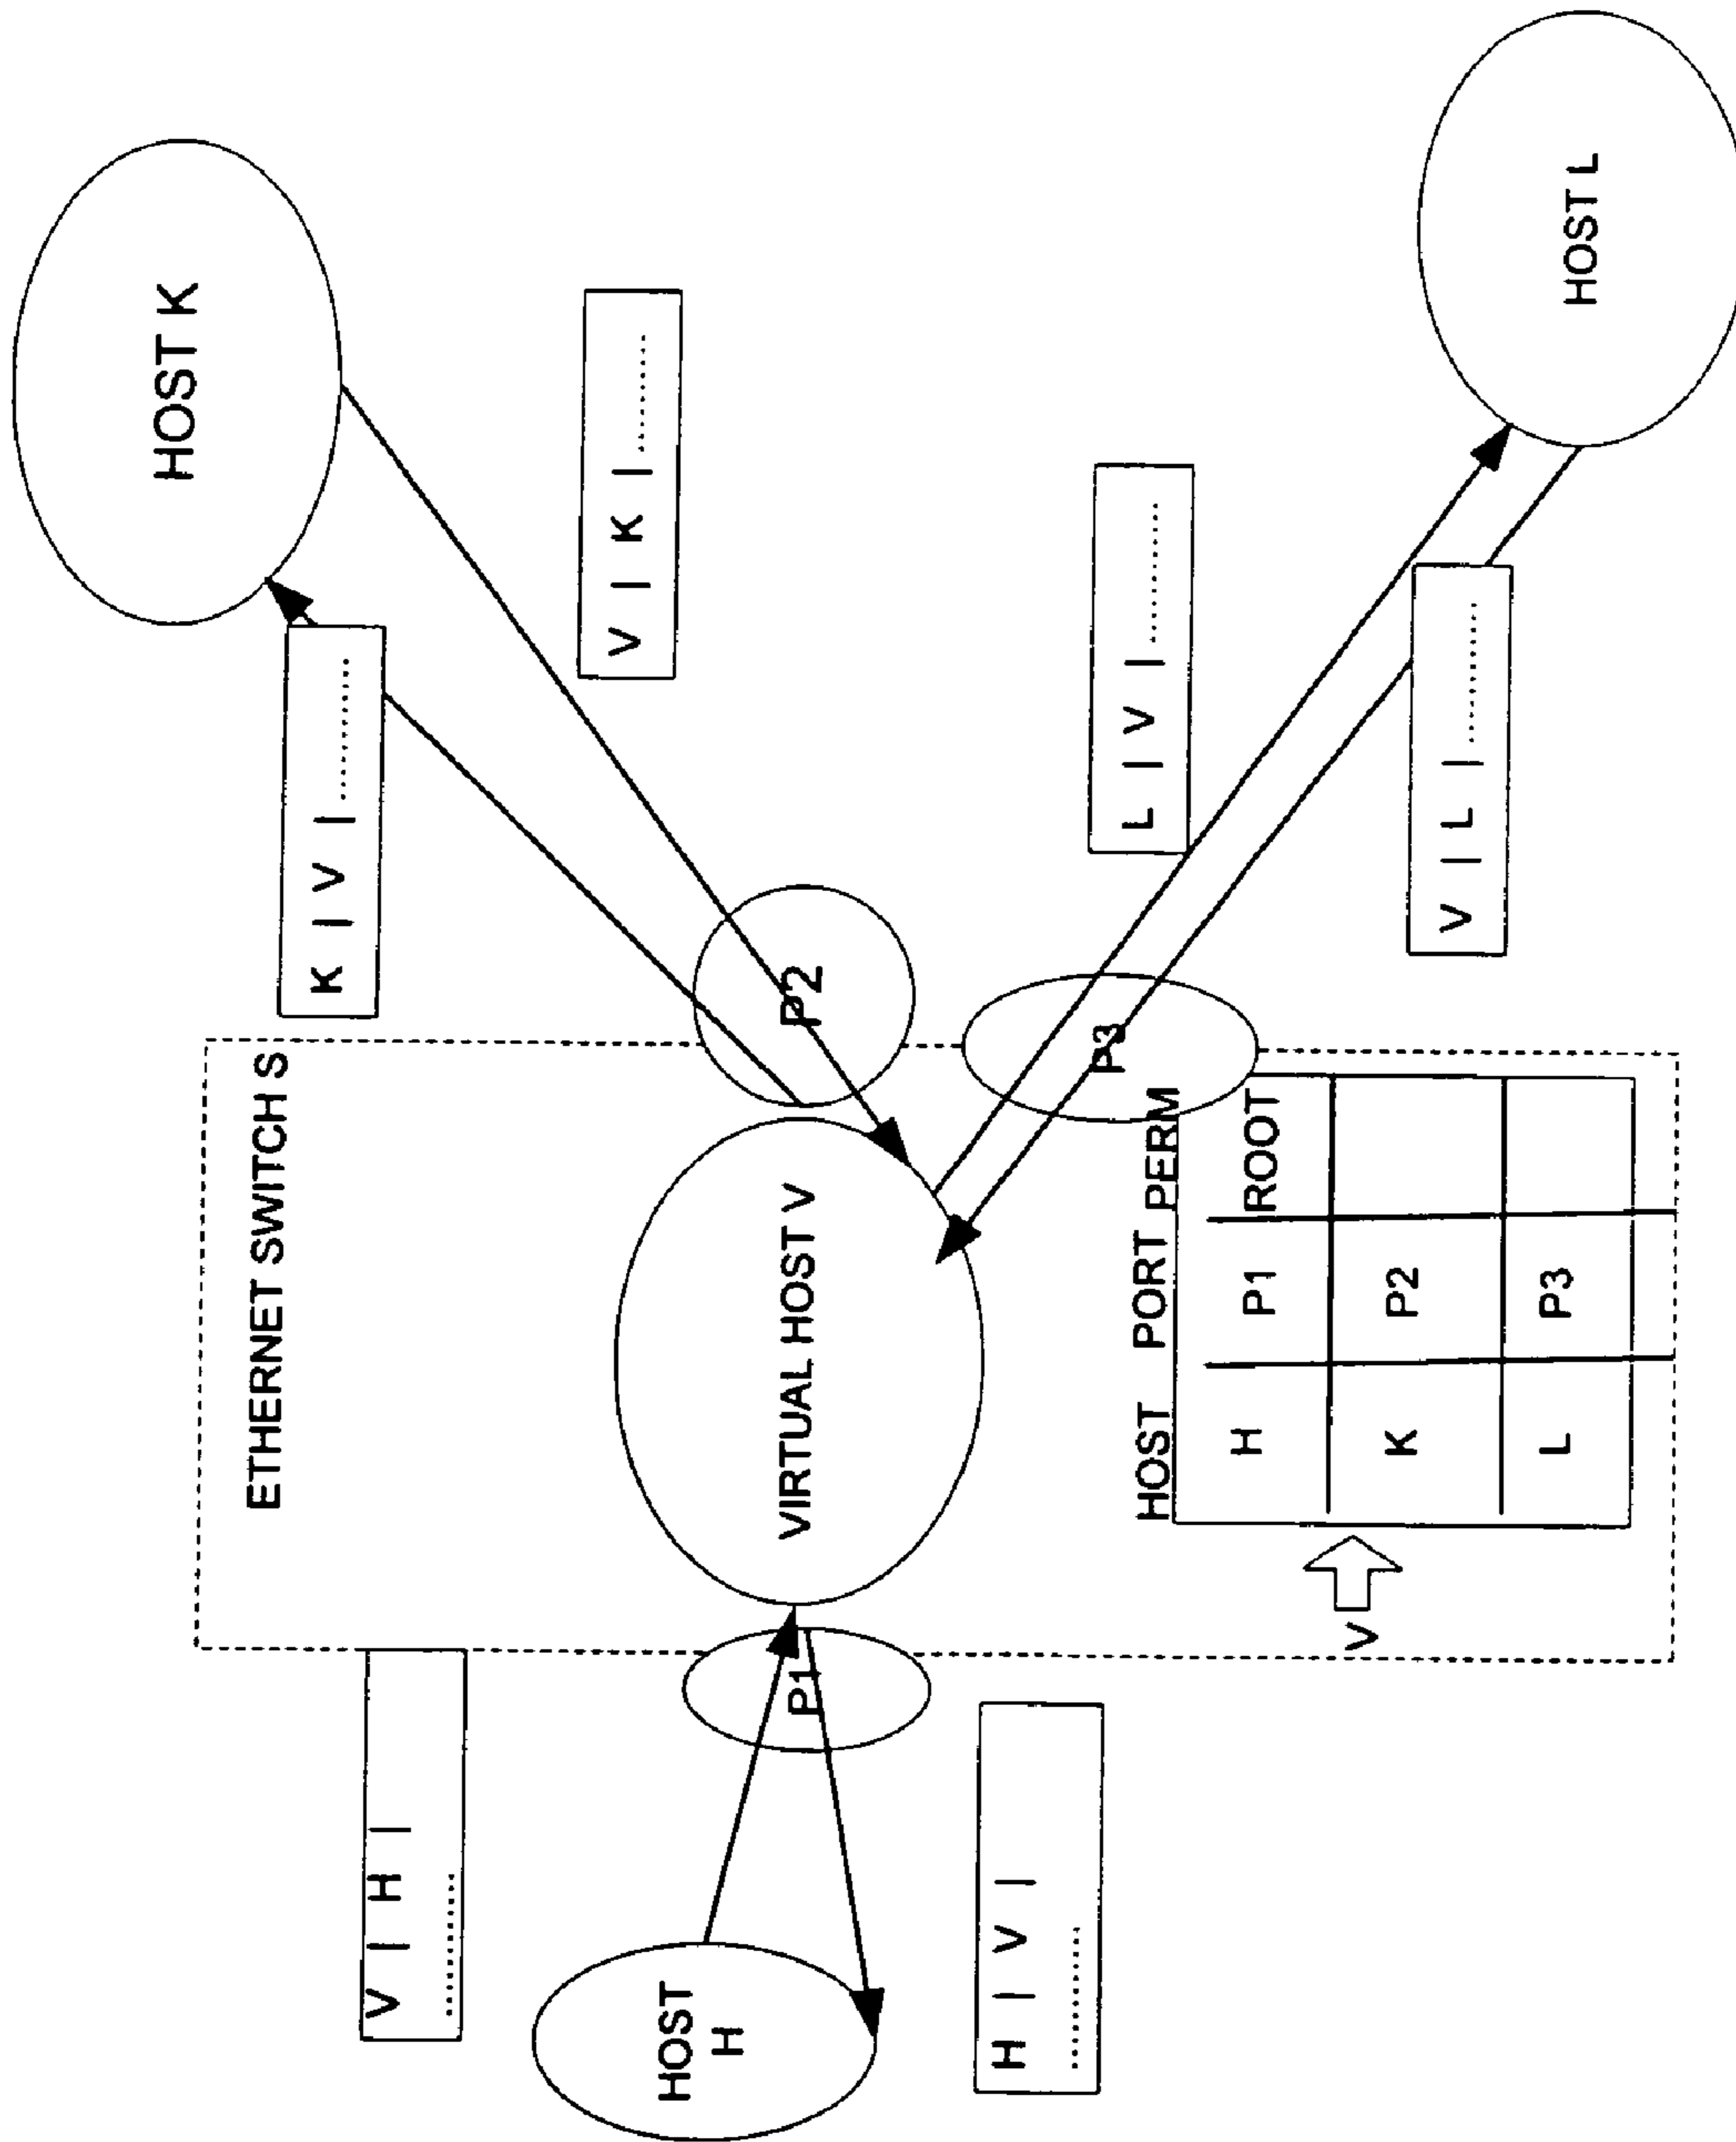 HOST K
K | V |..............
V | K |............
ETHERNET SWITCH S
V | H |
..............
P2
HOST
H
P1
VIRTUAL HOST V
L | V |..............
P3
H | V |
..............
HOST PORT PERM
H P1 ROOT
V
K P2
L P3
V | L |..............
HOST L